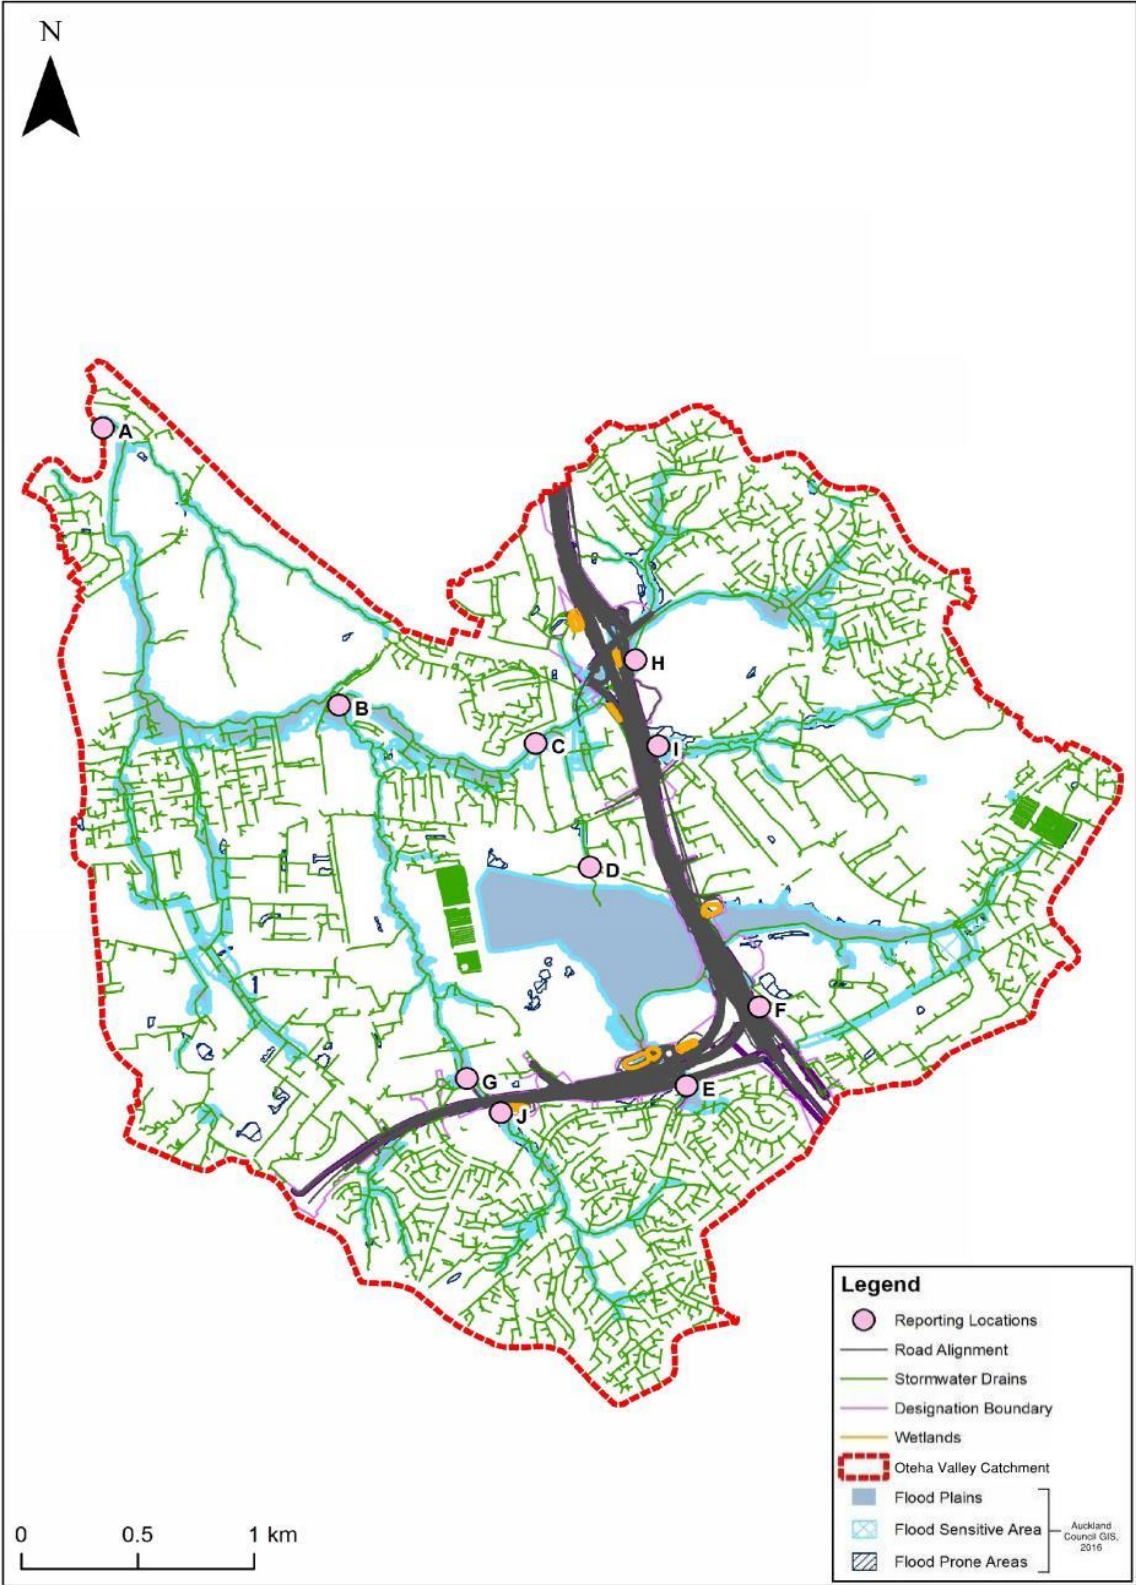 N
A
H
B
C
I
D
F
G
E
J
Legend
Reporting Locations
Road Alignment
Stormwater Drains
Designation Boundary
Wetlands
Oteha Valley Catchment
Flood Plains
Flood Sensitive Area
Flood Prone Areas
Auckland
Council GIS,
2016
0 0.5 1 km